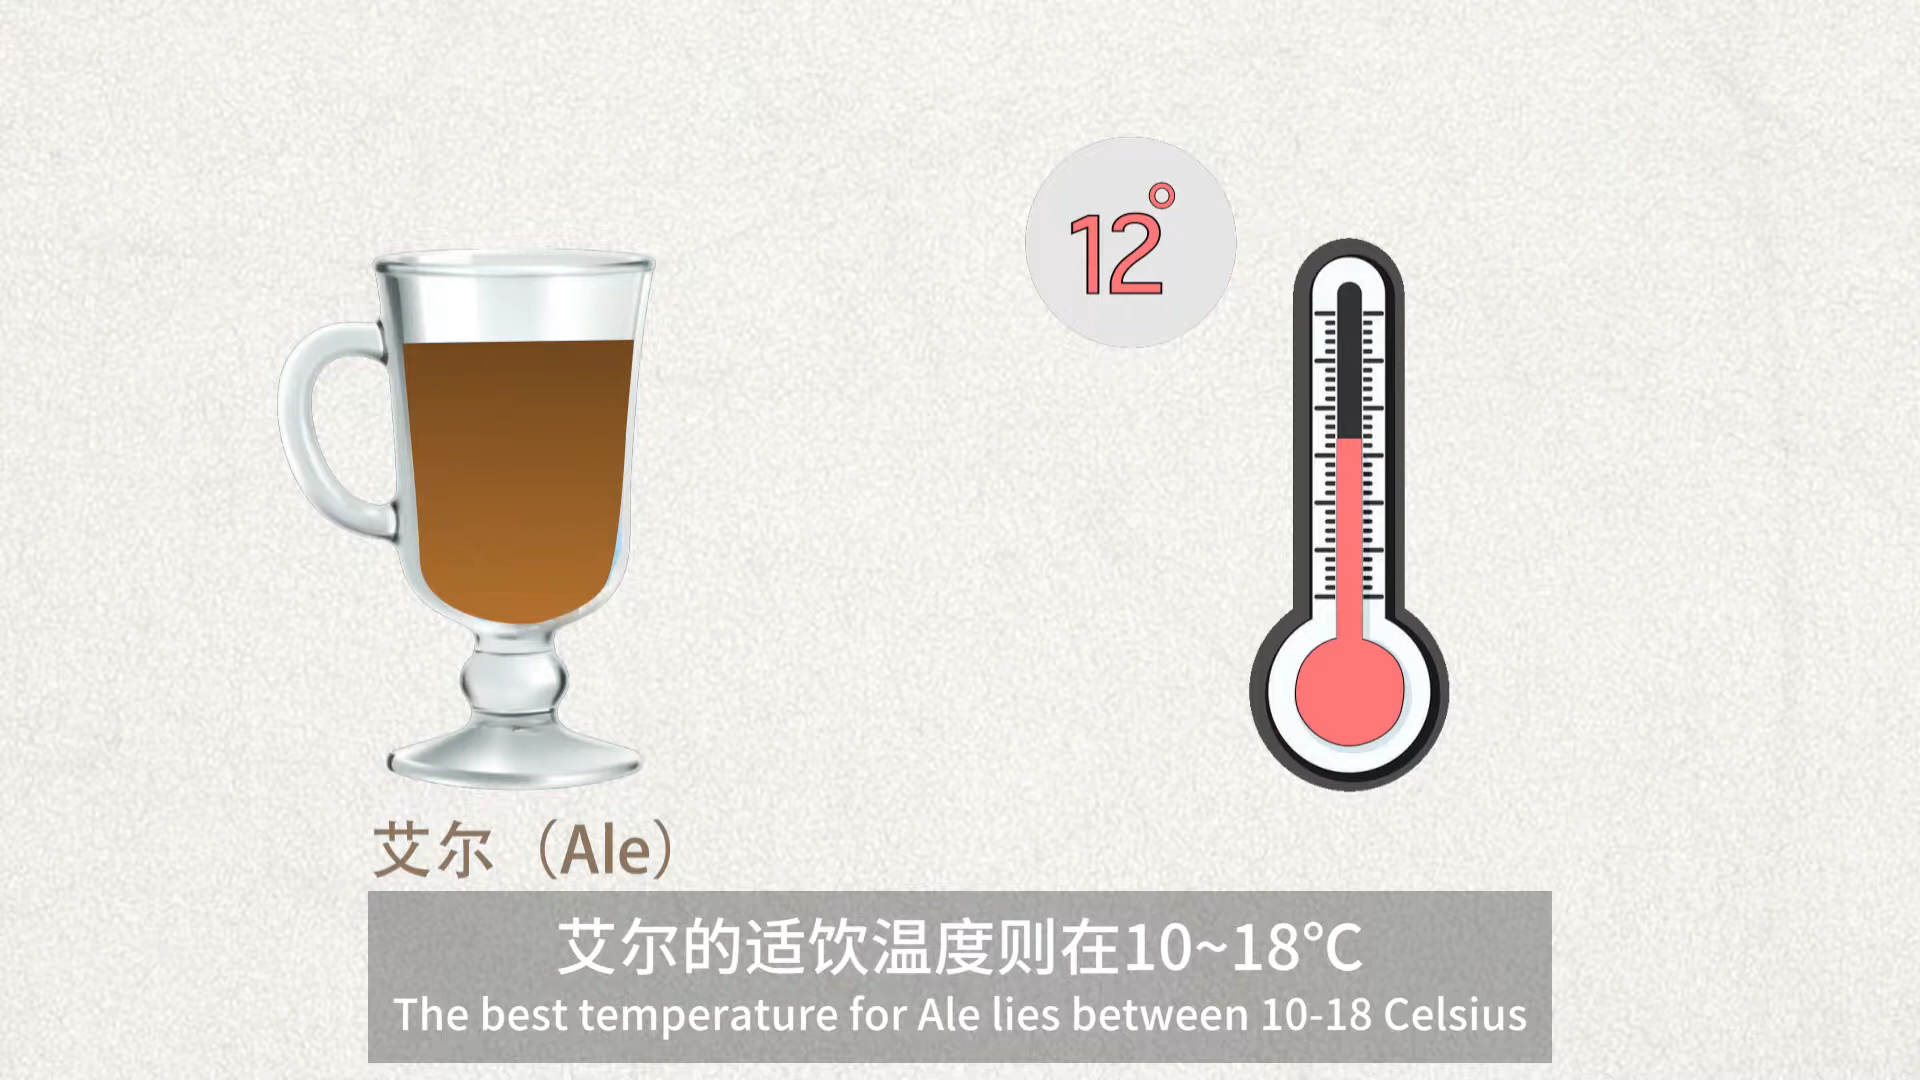 12°
艾尔（Ale）
艾尔的适饮温度则在10~18℃
The best temperature for Ale lies between 10-18 Celsius